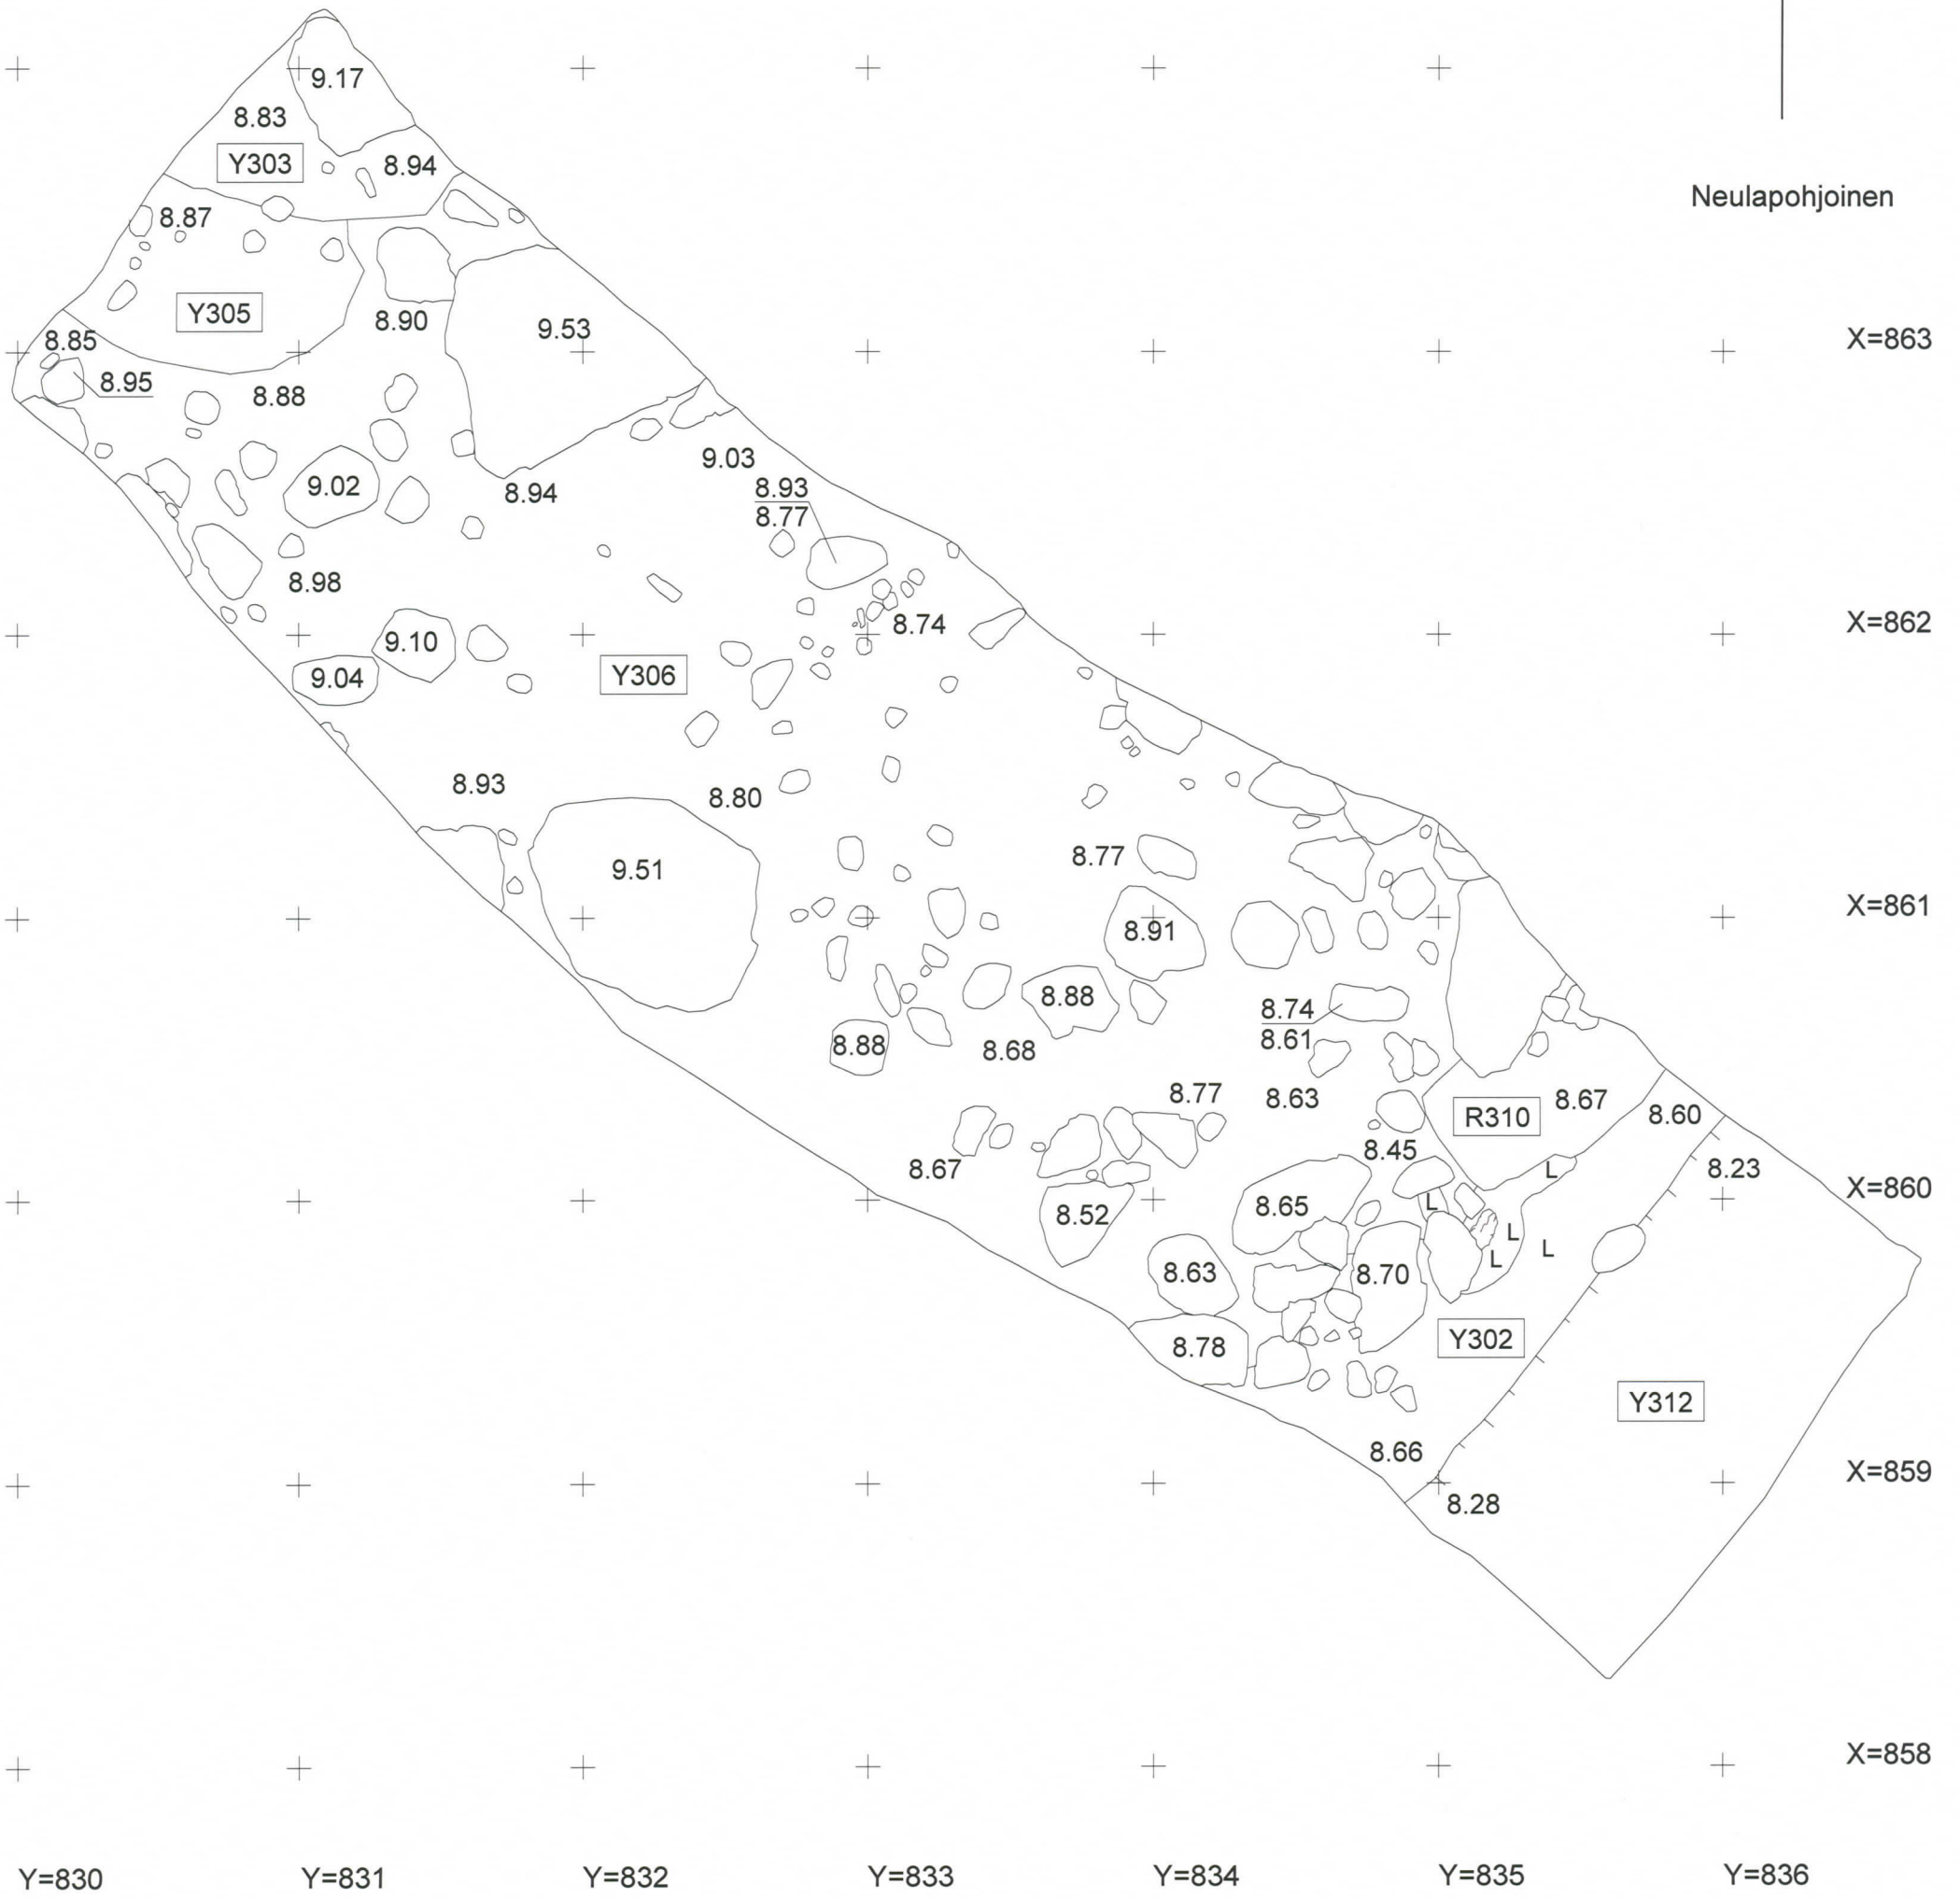 9.17
8.83
Y303
8.94
Neulapohjoinen
8.87
Y305
8.90
9.53
X=863
8.85
8.95
8.88
9.03
9.02
8.94
8.93
8.77
8.98
8.74
X=862
9.10
9.04
Y306
8.93
8.80
8.77
9.51
X=861
8.91
8.88
8.74
8.61
8.88
8.68
8.77
8.63
8.67
R310
8.60
8.45
8.67
L
8.23
X=860
8.65
L
8.52
L
L
L
8.63
8.70
Y302
8.78
Y312
8.66
X=859
8.28
X=858
Y=830 Y=831 Y=832 Y=833 Y=834 Y=835 Y=836